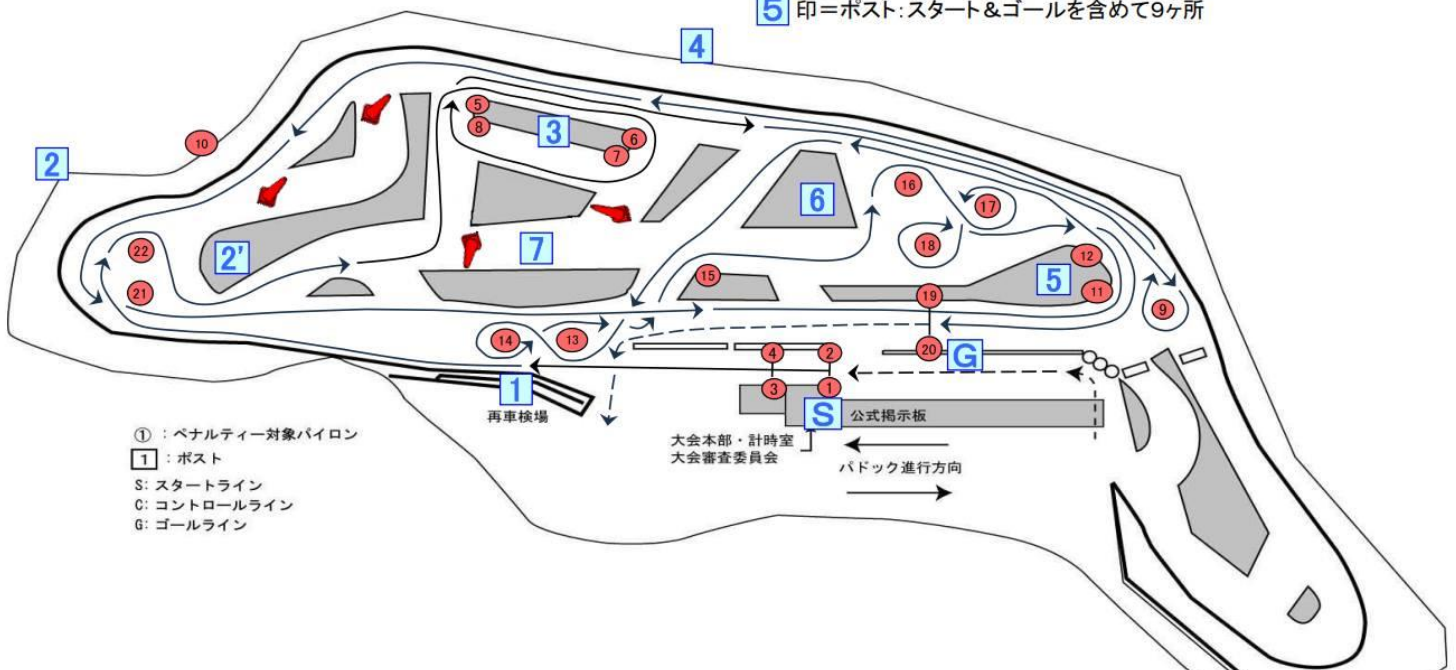 5 印=ポスト:スタート&ゴールを含めて9ヶ所
4
5
8
3
6
7
10
2
6
16
17
18
2'
7
22
21
15
5
12
11
9
19
14
13
4
2
20
G
1
再車検場
3
1
S
公式掲示板
大会本部・計時室
大会審査委員会
パドック進行方向
① :ペナルティー対象パイロン
1 :ポスト
S:スタートライン
C:コントロールライン
G:ゴールライン